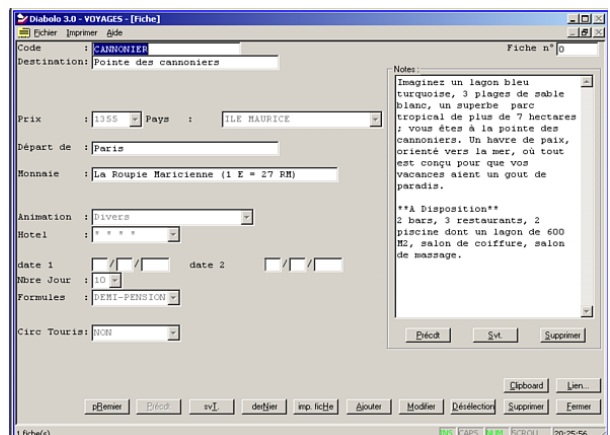 Diabolo 3.0 - VOYAGES - [Fiche]
Fichier Imprimer Aide
Code : CANNONIER
Fiche n° 0
Destination: Pointe des cannoniers
Notes :
Imaginez un lagon bleu
turquoise, 3 plages de sable
blanc, un superbe parc
tropical de plus de 7 hectares
; vous êtes à la pointe des
cannoniers. Un havre de paix,
orienté vers la mer, où tout
est conçu pour que vos
vacances aient un gout de
paradis.
**A Disposition**
2 bars, 3 restaurants, 2
piscine dont un lagon de 600
M2, salon de coiffure, salon
de massage.
Prix : 1355 Pays : ILE MAURICE
Départ de : Paris
Monnaie : La Roupie Maricienne (1 E = 27 RM)
Animation : Divers
Hotel : * * * *
date 1 / / date 2 / /
Nbre Jour : 10
Formules : DEMI-PENSION
Circ Touris: NON
Précdt Svt. Supprimer
Clipboard Lien...
pRemier Précdt svT. derNier imp. ficHe Ajouter Modifier Désélection Supprimer Fermer
1 fiche(s) INS CAPS NUM SCROLL 20:25:56